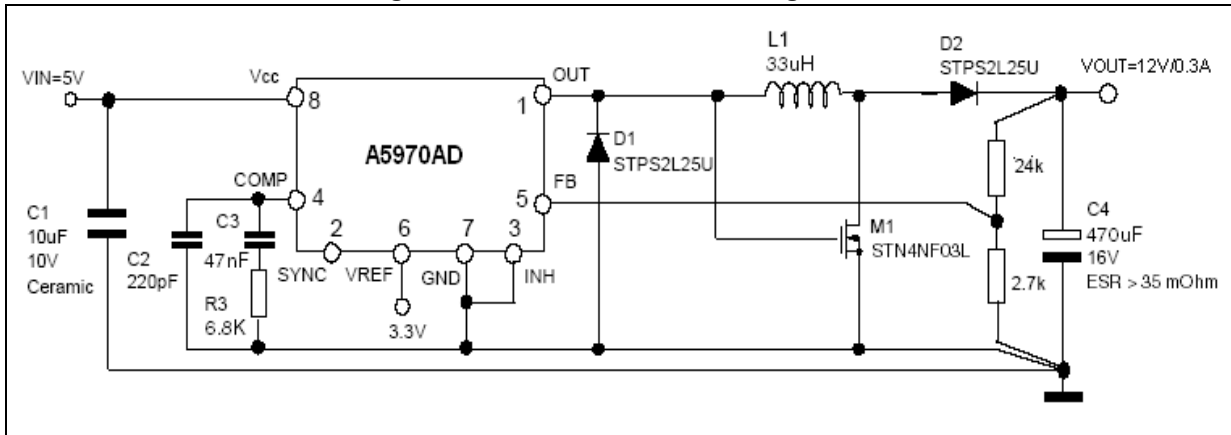 VIN=5V
Vcc
8
A5970AD
OUT
1
L1
33uH
D2
STPS2L25U
VOUT=12V/0.3A
D1
STPS2L25U
FB
5
24k
COMP
4
2
6
7
3
SYNC
VREF
GND
INH
3.3V
C1
10uF
10V
Ceramic
C2
220pF
C3
47nF
R3
6.8K
M1
STN4NF03L
2.7k
C4
470uF
16V
ESR > 35 mOhm